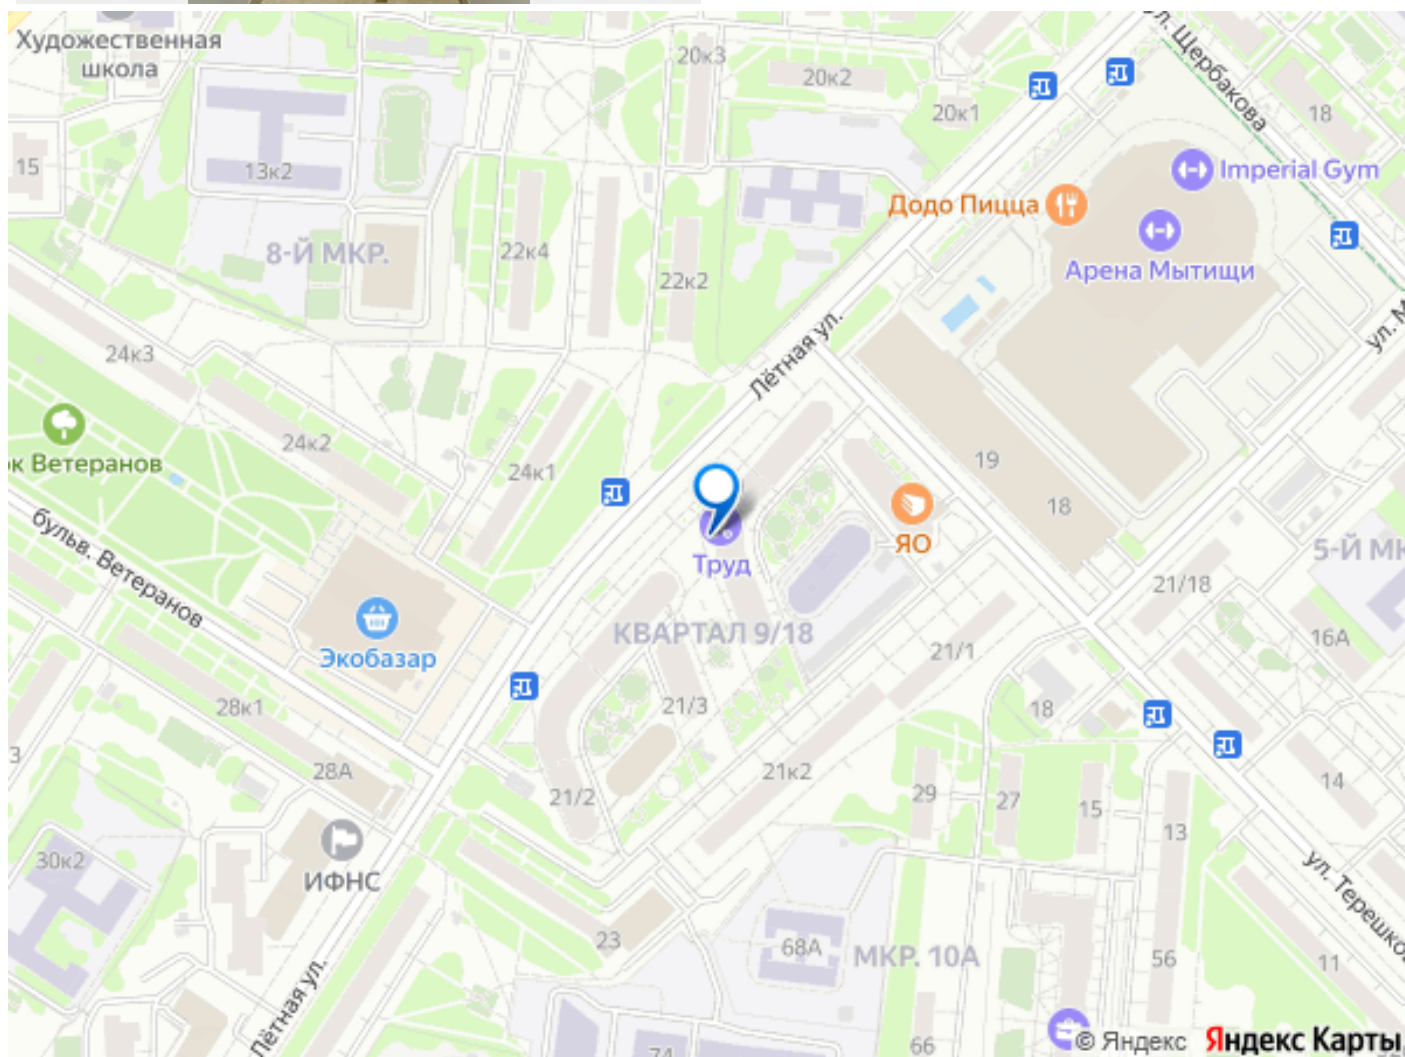 Художественная
школа
20к3
20к2
20к1
ул. Щербакова
18
15
13к2
Imperial Gym
Додо Пицца
Арена Мытищи
8-Й МКР.
22к4
22к2
Лётная ул.
ул. М
24к3
24к2
24к1
ок Ветеранов
19
18
ЯО
Труд
5-Й МК
бульв. Ветеранов
21/18
КВАРТАЛ 9/18
16А
Экобазар
21/1
28к1
21/3
18
3
28А
21к2
14
21/2
29
27
15
13
30к2
ИФНС
ул. Терешко
23
68А
МКР. 10А
56
11
Лётная ул.
74
66
© Яндекс Яндекс Карты